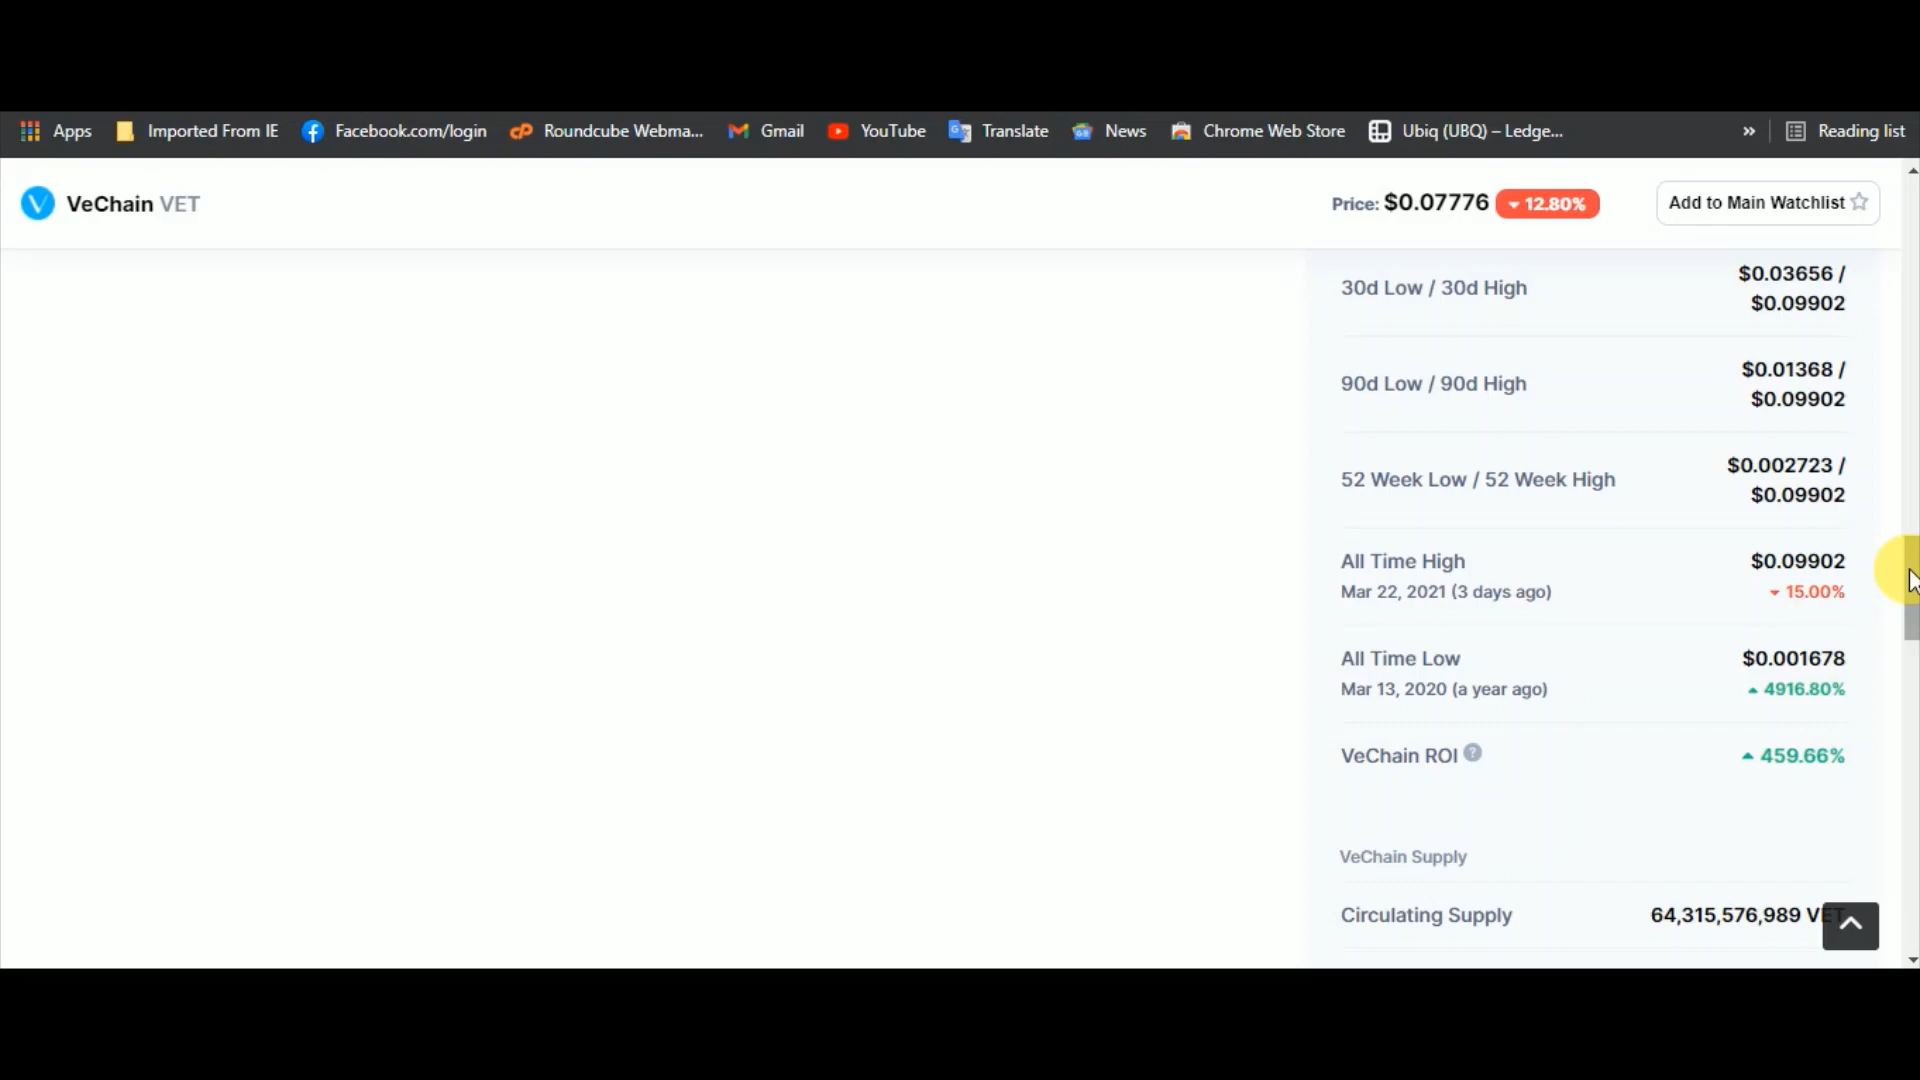 Apps Imported From IE Facebook.com/login Roundcube Webma... Gmail YouTube Translate News Chrome Web Store Ubiq (UBQ) – Ledge... » Reading list
VeChain VET Price: $0.07776 12.80% Add to Main Watchlist
30d Low / 30d High $0.03656 /
$0.09902
90d Low / 90d High $0.01368 /
$0.09902
52 Week Low / 52 Week High $0.002723 /
$0.09902
All Time High $0.09902
Mar 22, 2021 (3 days ago) 15.00%
All Time Low $0.001678
Mar 13, 2020 (a year ago) 4916.80%
VeChain ROI ? 459.66%
VeChain Supply
Circulating Supply 64,315,576,989 VET